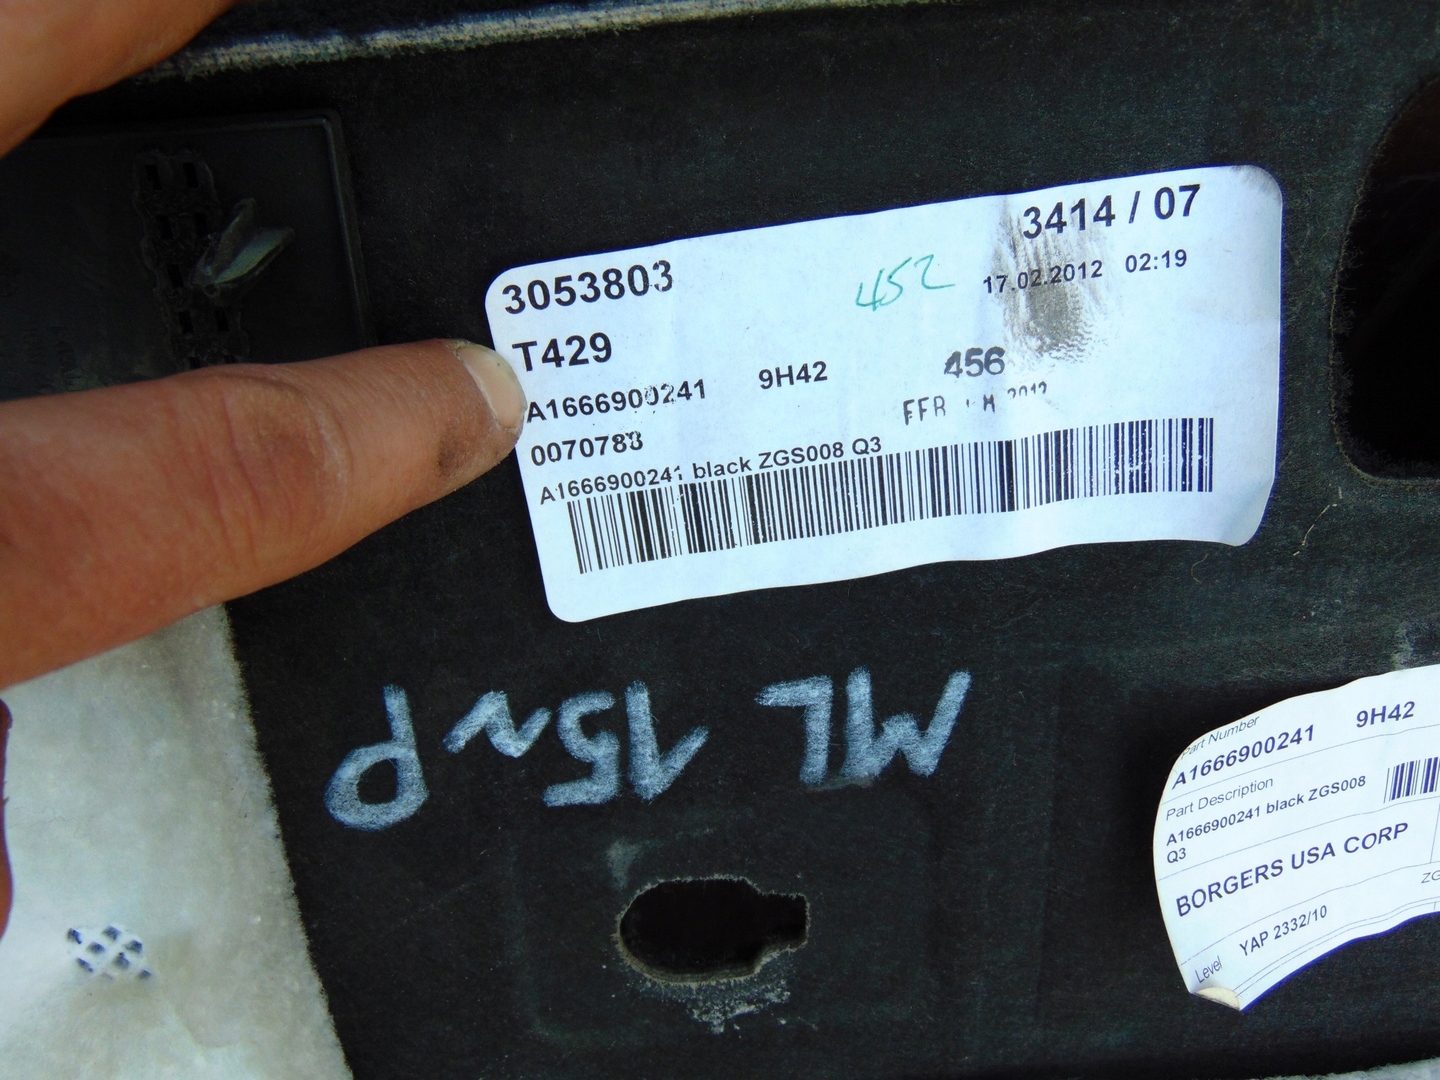 3414 / 07
3053803
452
17.02.2012 02:19
T429
A1666900241 9H42
456
0070788
A1666900241 black ZGS008 Q3
ML 15
Part Number
A1666900241 9H42
Part Description
A1666900241 black ZGS008
Q3
BORGERS USA CORP
Level YAP 2332/10